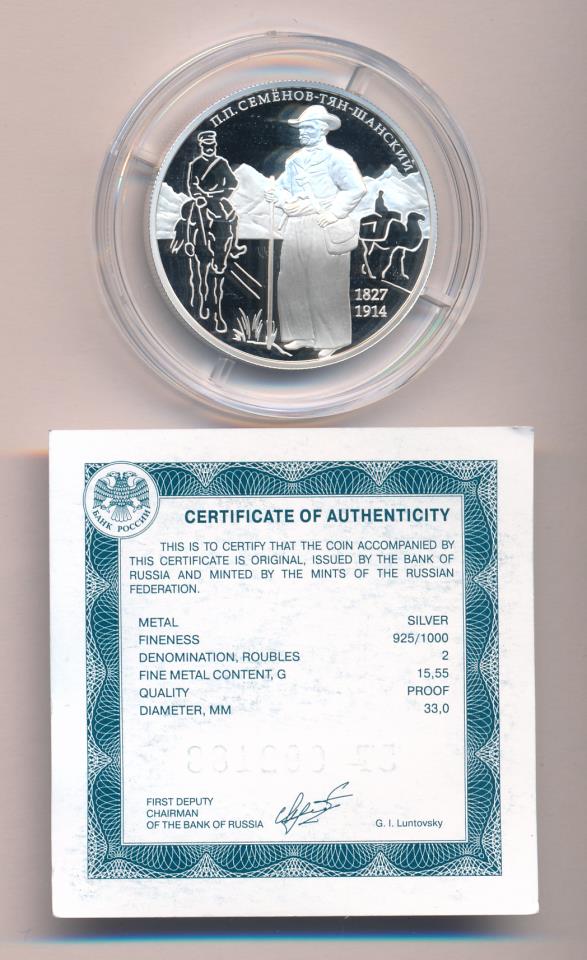 П.П. СЕМЁНОВ-ТЯН-ШАНСКИЙ
1827
1914
БАНК РОССИИ
CERTIFICATE OF AUTHENTICITY
THIS IS TO CERTIFY THAT THE COIN ACCOMPANIED BY
THIS CERTIFICATE IS ORIGINAL, ISSUED BY THE BANK OF
RUSSIA AND MINTED BY THE MINTS OF THE RUSSIAN
FEDERATION.
METAL SILVER
FINENESS 925/1000
DENOMINATION, ROUBLES 2
FINE METAL CONTENT, G 15,55
QUALITY PROOF
DIAMETER, MM 33,0
FIRST DEPUTY
CHAIRMAN
OF THE BANK OF RUSSIA G. I. Luntovsky